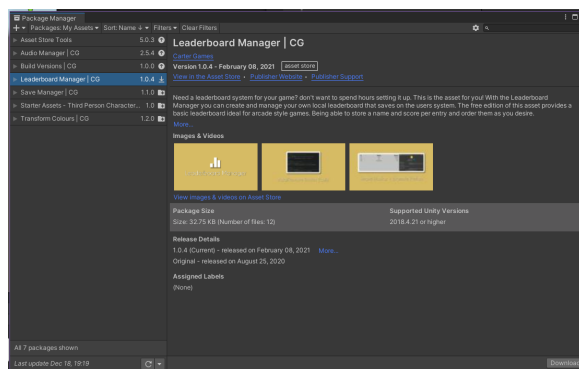 Package Manager
+ Packages: My Assets Sort: Name ↓ Filters Clear Filters
Asset Store Tools 5.0.3
Audio Manager | CG 2.5.4
Build Versions | CG 1.0.0
Leaderboard Manager | CG 1.0.4
Save Manager | CG 1.1.0
Starter Assets - Third Person Character... 1.0
Transform Colours | CG 1.2.0
All 7 packages shown
Last update Dec 18, 19:19
Leaderboard Manager | CG
Carter Games
Version 1.0.4 - February 08, 2021 asset store
View in the Asset Store • Publisher Website • Publisher Support
Need a leaderboard system for your game? don't want to spend hours setting it up. This is the asset for you! With the Leaderboard
Manager you can create and manage your own local leaderboard that saves on the users system. The free edition of this asset provides a
basic leaderboard ideal for arcade style games. Being able to store a name and score per entry and order them as you desire.
More...
Images & Videos
View images & videos on Asset Store
Package Size Supported Unity Versions
Size: 32.75 KB (Number of files: 12) 2018.4.21 or higher
Release Details
1.0.4 (Current) - released on February 08, 2021 More...
Original - released on August 25, 2020
Assigned Labels
(None)
Download